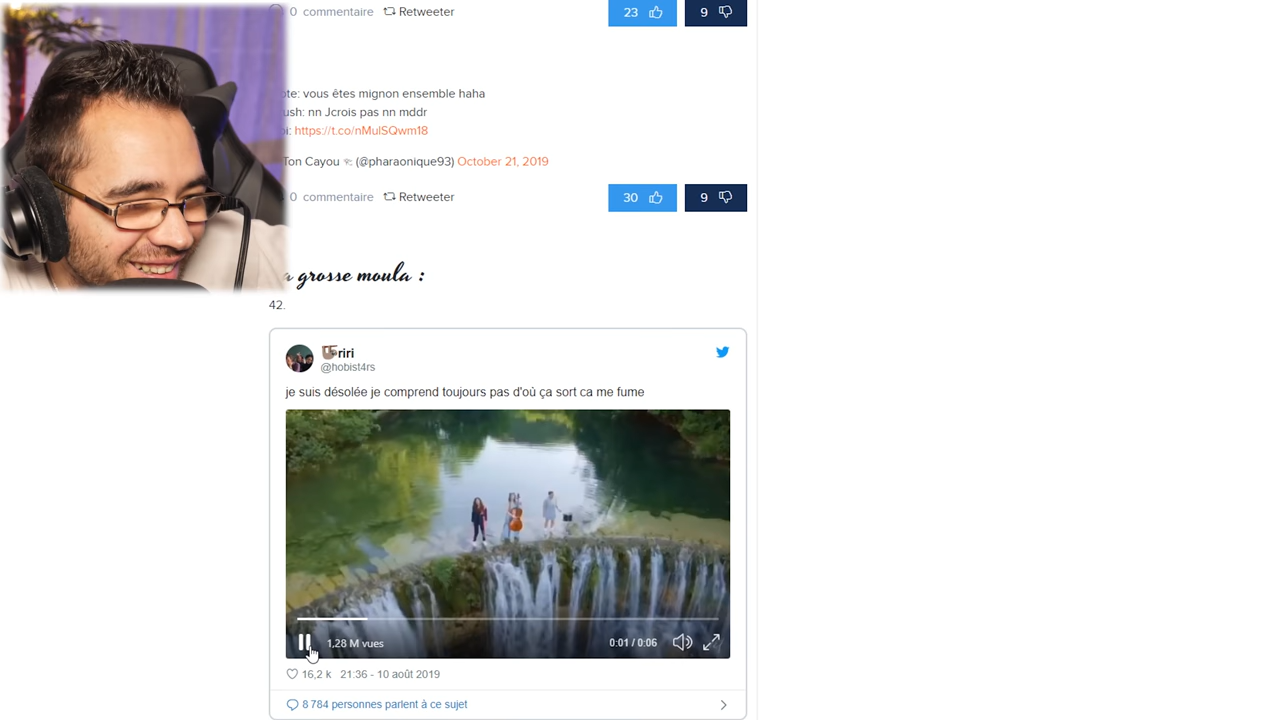 0 commentaire Retweeter 23 9
vous êtes mignon ensemble haha
nn Jcrois pas nn mddr
https://t.co/nMulSQwm18
Ton Cayou (@pharaonique93) October 21, 2019
0 commentaire Retweeter 30 9
grosse moula :
42.
riri
@hobist4rs
je suis désolée je comprend toujours pas d'où ça sort ca me fume
1,28 M vues 0:01 / 0:06
16,2 k 21:36 - 10 août 2019
8 784 personnes parlent à ce sujet